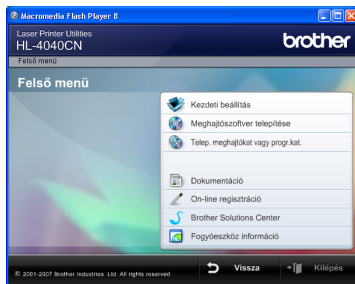 Macromedia Flash Player 8
Laser Printer Utilities
HL-4040CN
brother
Felső menü
Felső menü
Kezdeti beállítás
Meghajtószoftver telepítése
Telep. meghajtókat vagy progr.kat.
Dokumentáció
On-line regisztráció
Brother Solutions Center
Fogyóeszköz információ
© 2001-2007 Brother Industries Ltd. All rights reserved
Vissza
Kilépés